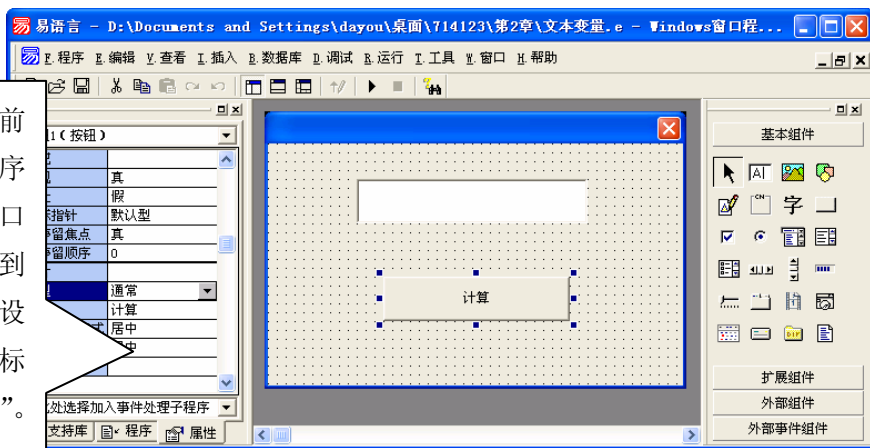 易语言 - D:\Documents and Settings\dayou\桌面\714123\第2章\文本变量.e - Windows窗口程...
F.程序 E.编辑 V.查看 I.插入 B.数据库 D.调试 R.运行 T.工具 W.窗口 H.帮助
前
序
口
到
设
标
”。
1(按钮)
真
假
指针 默认型
留焦点 真
留顺序 0
通常
计算
居中
居中
此处选择加入事件处理子程序
支持库 程序 属性
计算
基本组件
A
CN
字
DIR
扩展组件
外部组件
外部事件组件